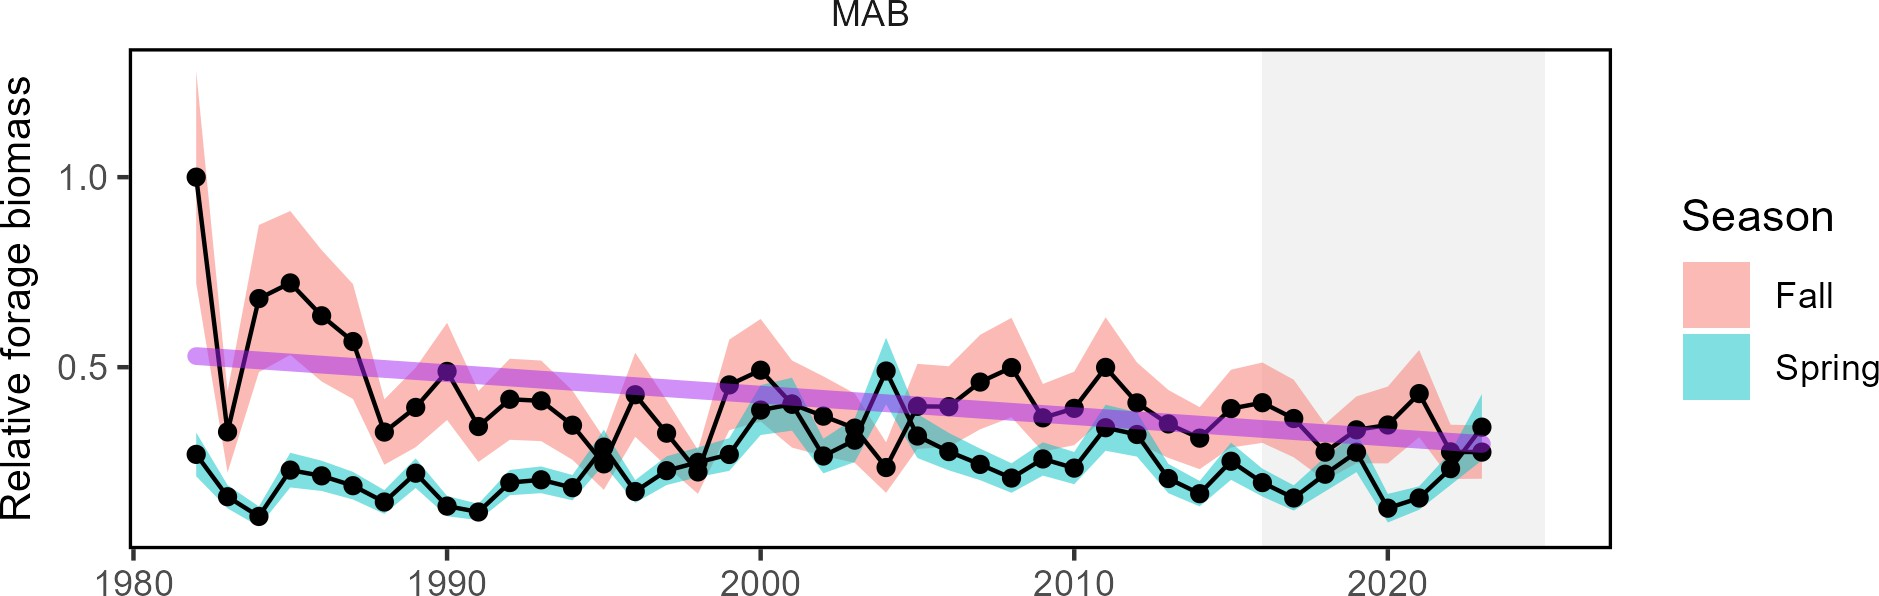 MAB
Relative forage biomass
1.0
0.5
1980 1990 2000 2010 2020
Season
Fall
Spring